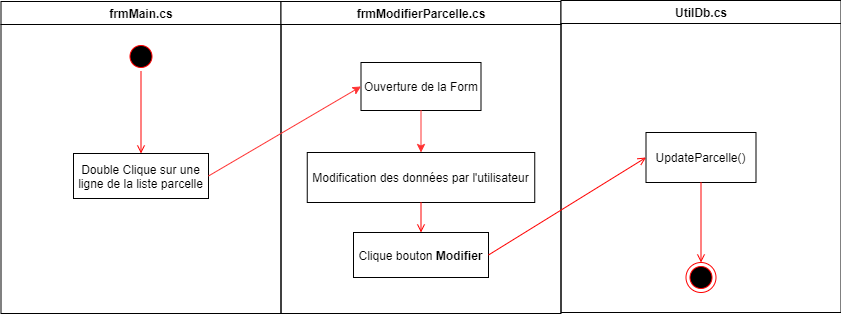 frmMain.cs
frmModifierParcelle.cs
UtilDb.cs
Double Clique sur une
ligne de la liste parcelle
Ouverture de la Form
Modification des données par l'utilisateur
Clique bouton Modifier
UpdateParcelle()